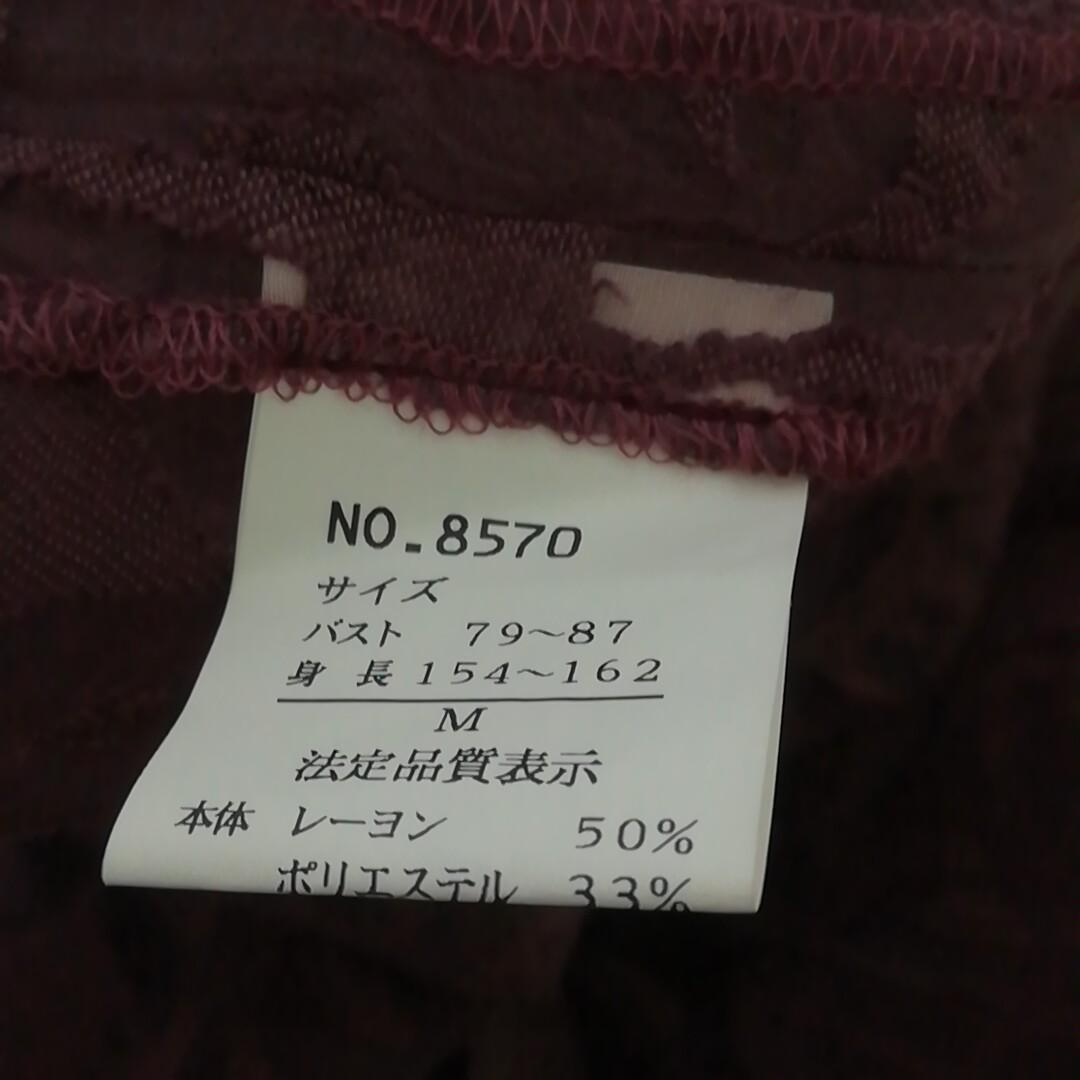 NO.8570
サイズ
バスト 79～87
身長 154～162
M
法定品質表示
本体 レーヨン 50%
ポリエステル 33%